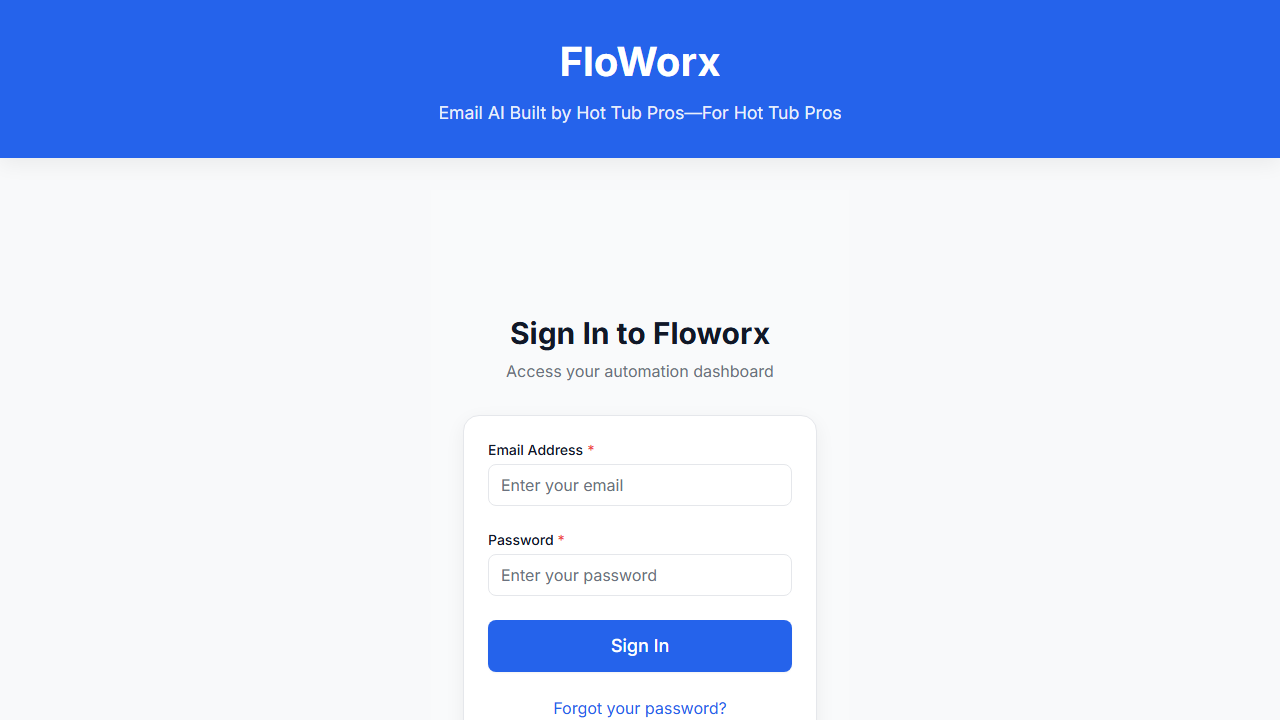 FloWorx
Email AI Built by Hot Tub Pros—For Hot Tub Pros
Sign In to Floworx
Access your automation dashboard
Email Address *
Enter your email
Password *
Enter your password
Sign In
Forgot your password?